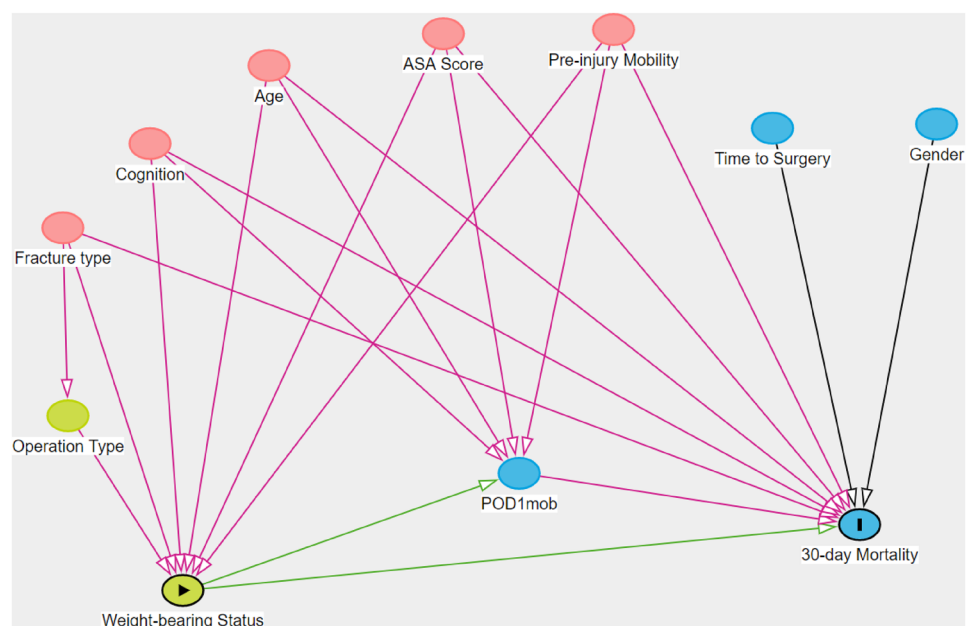 ASA Score
Pre-injury Mobility
Age
Time to Surgery
Gender
Cognition
Fracture type
Operation Type
POD1mob
30-day Mortality
Weight-bearing Status